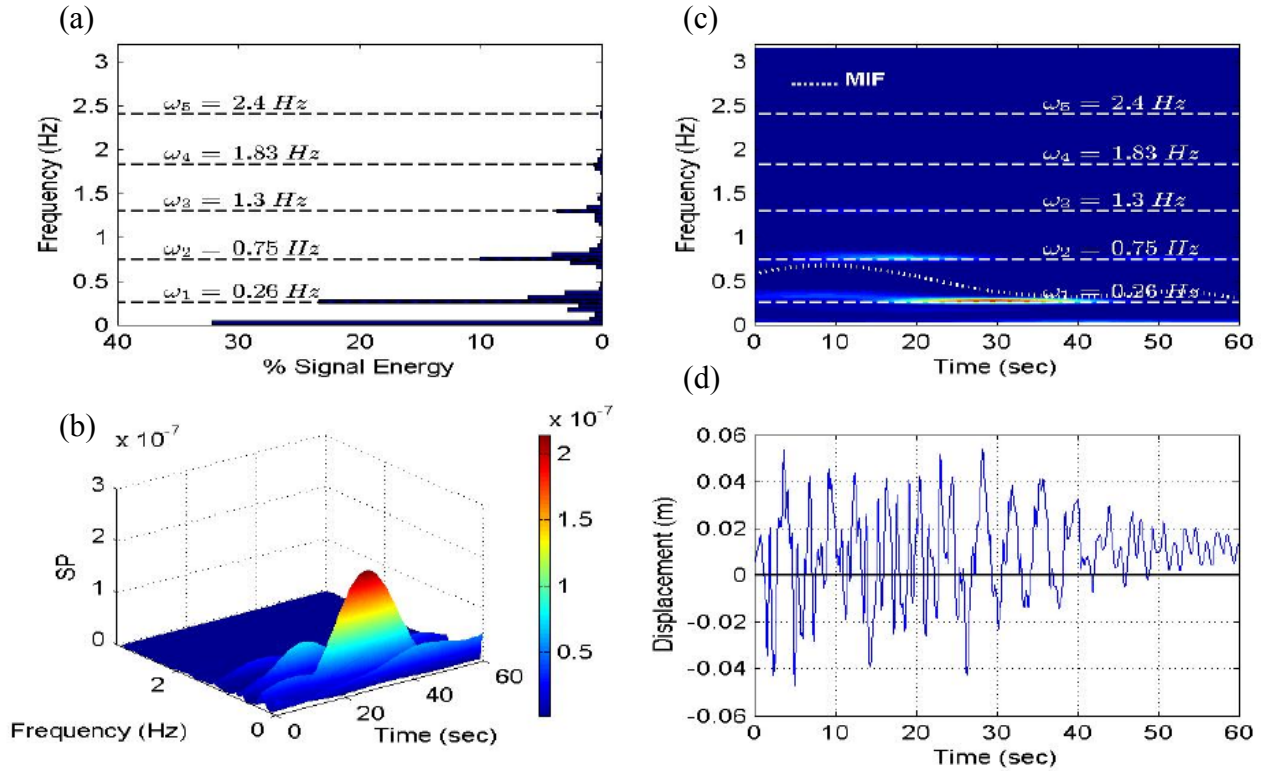 (a)
3
2.5
2
1.5
1
0.5
0
Frequency (Hz)
ω₅ = 2.4 Hz
ω₄ = 1.83 Hz
ω₃ = 1.3 Hz
ω₂ = 0.75 Hz
ω₁ = 0.26 Hz
40 30 20 10 0
% Signal Energy
(c)
MIF
3
2.5
2
1.5
1
0.5
0
Frequency (Hz)
ω₅ = 2.4 Hz
ω₄ = 1.83 Hz
ω₃ = 1.3 Hz
ω₂ = 0.75 Hz
ω₁ = 0.26 Hz
0 10 20 30 40 50 60
Time (sec)
(b)
x 10⁻⁷
3
2
1
0
SP
2
0
Frequency (Hz)
0
20
40
60
Time (sec)
x 10⁻⁷
2
1.5
1
0.5
(d)
0.06
0.04
0.02
0
-0.02
-0.04
-0.06
Displacement (m)
0 10 20 30 40 50 60
Time (sec)